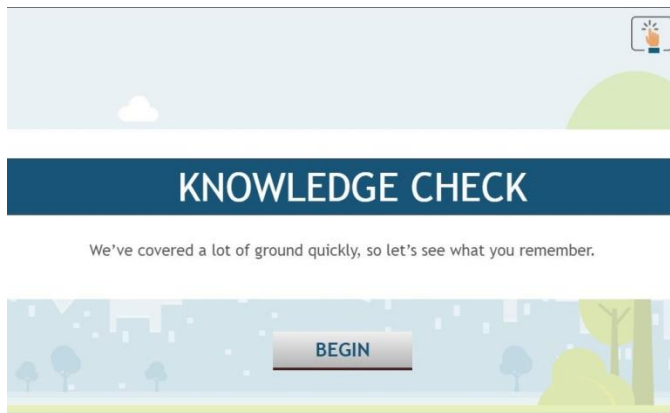 KNOWLEDGE CHECK
We've covered a lot of ground quickly, so let's see what you remember.
BEGIN